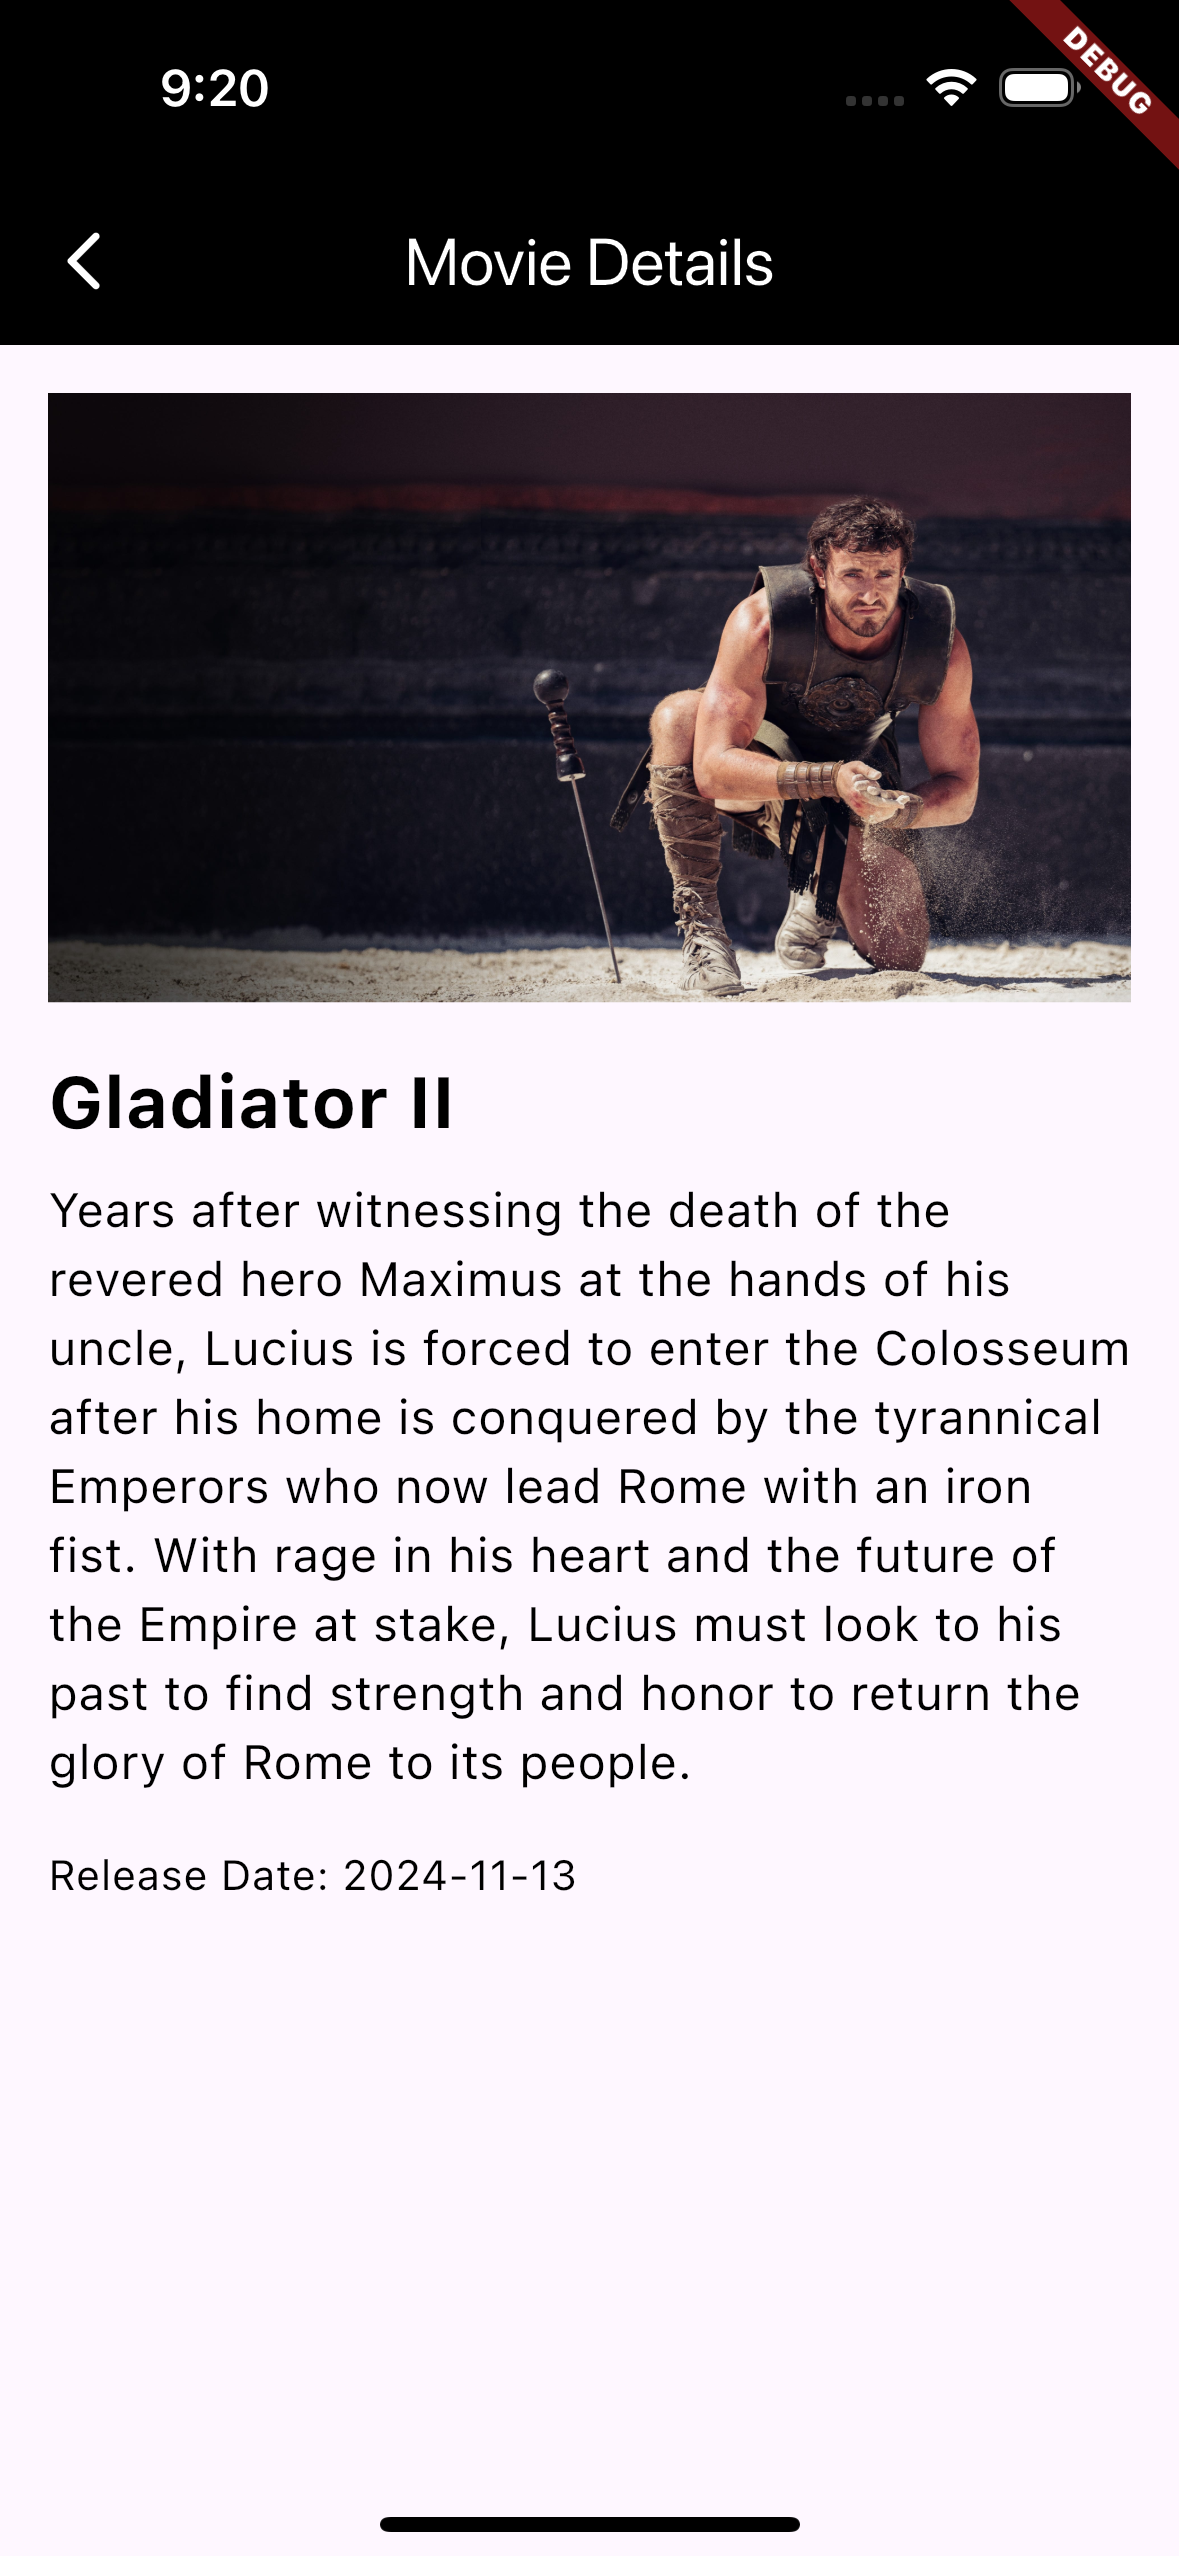 9:20
DEBUG
Movie Details
Gladiator II
Years after witnessing the death of the
revered hero Maximus at the hands of his
uncle, Lucius is forced to enter the Colosseum
after his home is conquered by the tyrannical
Emperors who now lead Rome with an iron
fist. With rage in his heart and the future of
the Empire at stake, Lucius must look to his
past to find strength and honor to return the
glory of Rome to its people.
Release Date: 2024-11-13